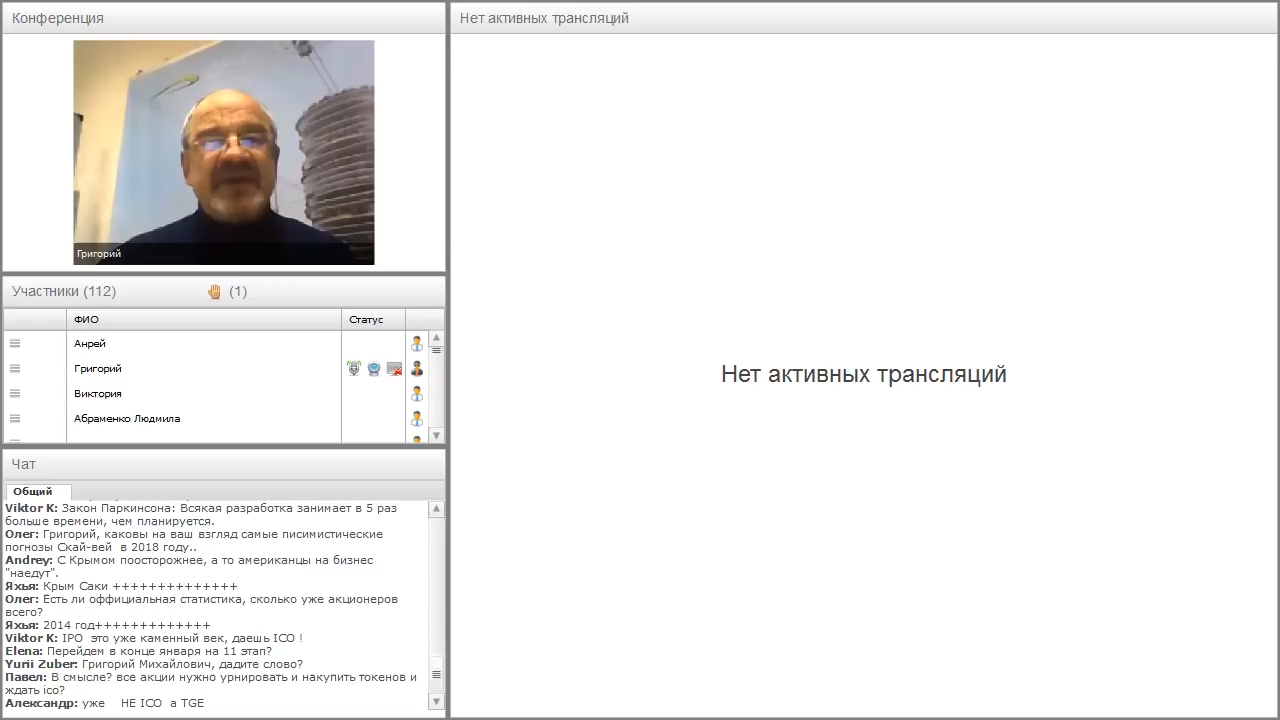 Конференция
Нет активных трансляций
Григорий
Участники (112)
(1)
ФИО
Статус
Анрей
Григорий
Виктория
Абраменко Людмила
Нет активных трансляций
Чат
Общий
Viktor K: Закон Паркинсона: Всякая разработка занимает в 5 раз
больше времени, чем планируется.
Олег: Григорий, каковы на ваш взгляд самые писимистические
погнозы Скай-вей в 2018 году..
Andrey: С Крымом поосторожнее, а то американцы на бизнес
"наедут".
Яхья: Крым Саки ++++++++++++++
Олег: Есть ли оффициальная статистика, сколько уже акционеров
всего?
Яхья: 2014 год+++++++++++++
Viktor K: IPO это уже каменный век, даешь ICO !
Elena: Перейдем в конце января на 11 этап?
Yurii Zuber: Григорий Михайлович, дадите слово?
Павел: В смысле? все акции нужно урнировать и накупить токенов и
ждать ico?
Александр: уже НЕ ICO а TGE